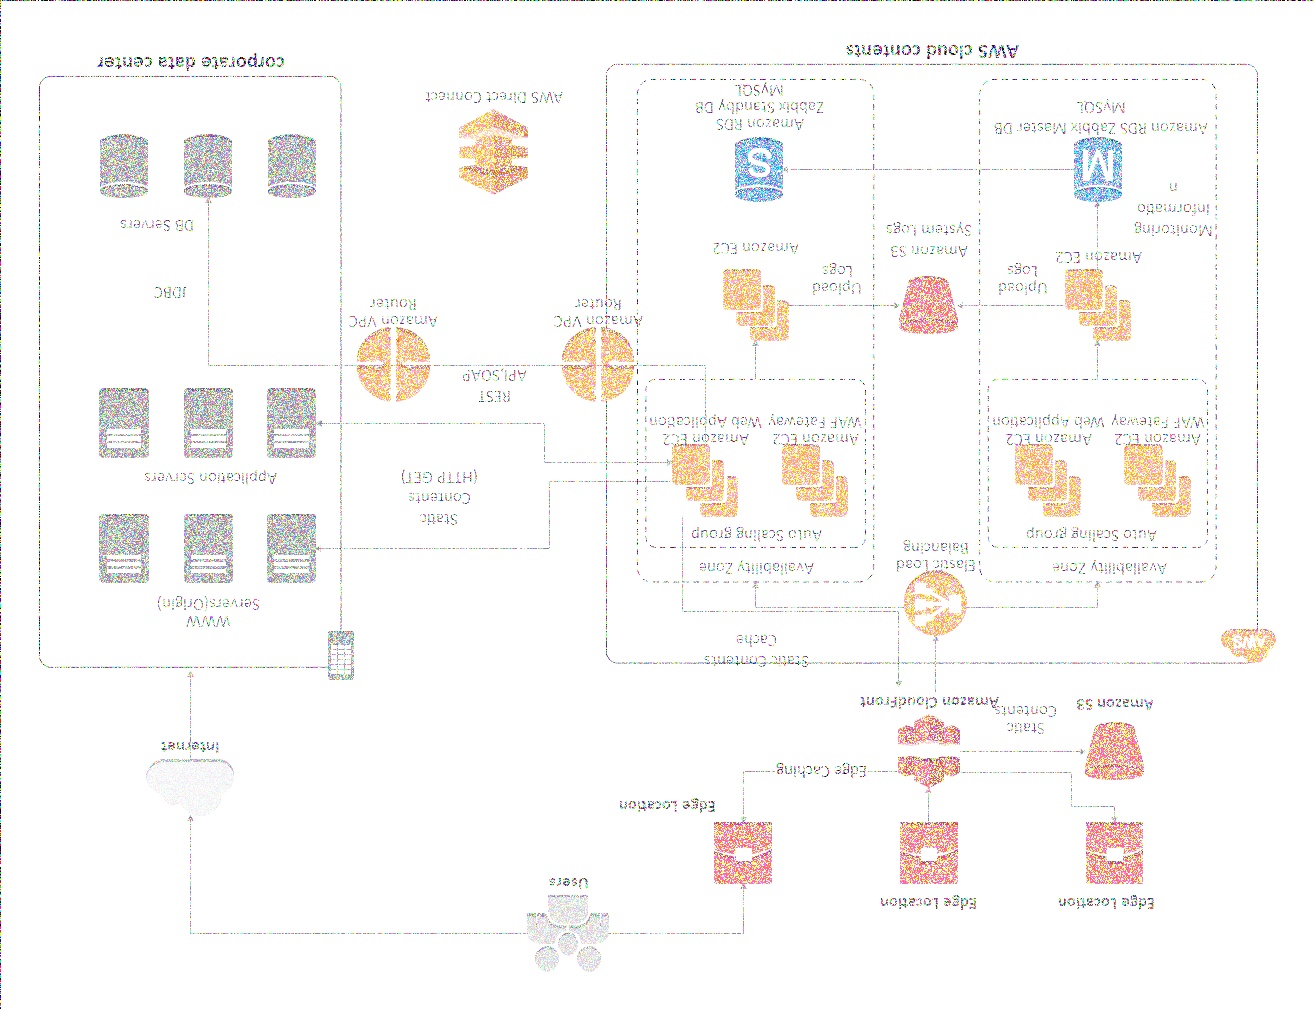 Users
Edge Location
Edge Location
Edge Location
Edge Caching
Internet
Amazon S3
Static
Contents
Amazon CloudFront
Static Contents
Cache
WWW
Servers(Origin)
AWS
Availability Zone
Auto Scaling group
Elastic Load
Balancing
Availability Zone
Auto Scaling group
Static
Contents
(HTTP GET)
Application Servers
Amazon EC2
WAF Fateway
Amazon EC2
Web Application
Amazon EC2
WAF Fateway
Amazon EC2
Web Application
REST
API,SOAP
Amazon VPC
Router
Amazon VPC
Router
JDBC
Upload
Logs
Upload
Logs
Amazon EC2
Amazon S3
System Logs
Amazon EC2
Monitoring
Informatio
n
DB Servers
Amazon RDS Zabbix Master DB
MySQL
Amazon RDS
Zabbix Standby DB
MySQL
M
S
AWS Direct Connect
corporate data center
AWS cloud contents